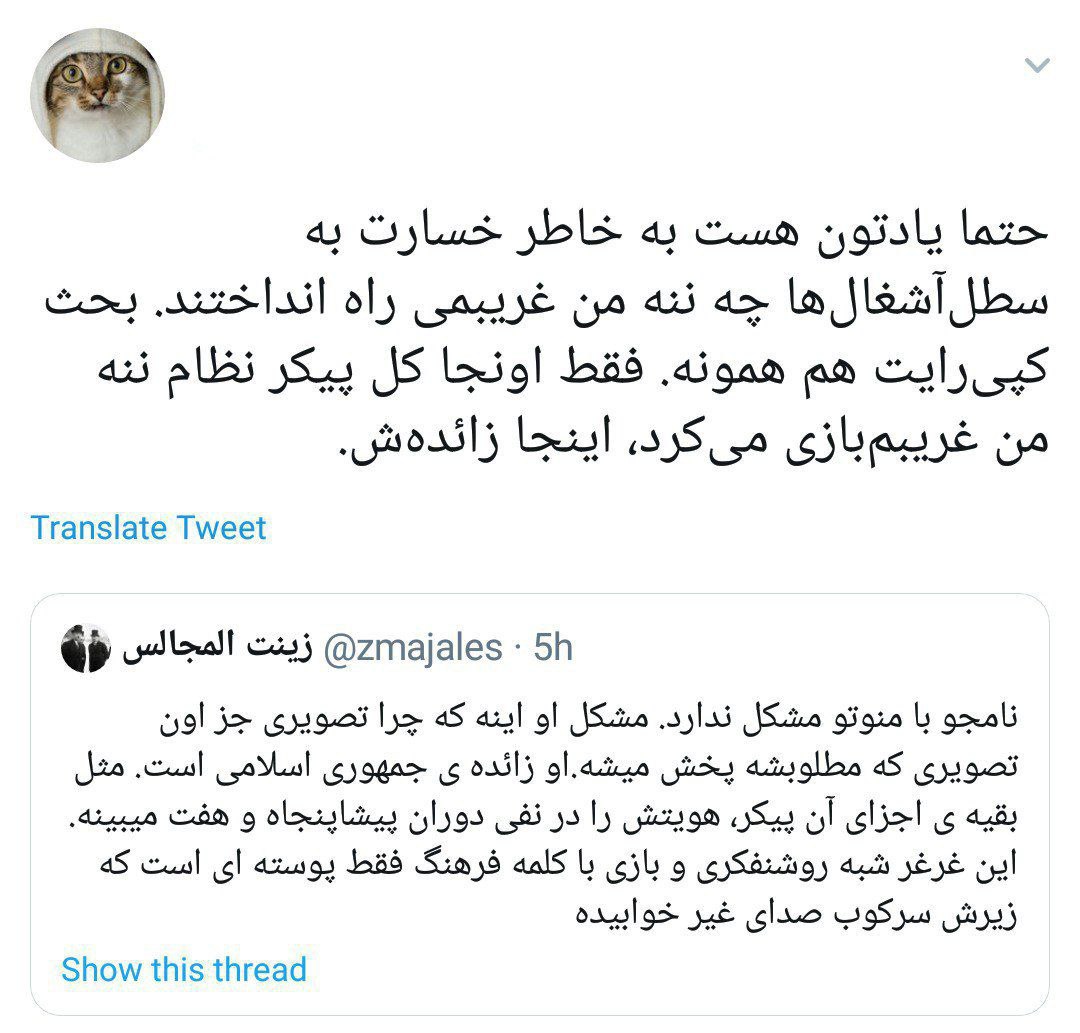 حتما یادتون هست به خاطر خسارت به
سطل‌آشغال‌ها چه ننه من غریبمی راه انداختند. بحث
کپی‌رایت هم همونه. فقط اونجا کل پیکر نظام ننه
من غریبم‌بازی می‌کرد، اینجا زائده‌ش.
Translate Tweet
زینت المجالس @zmajales · 5h
نامجو با منوتو مشکل ندارد. مشکل او اینه که چرا تصویری جز اون
تصویری که مطلوبشه پخش میشه.او زائده ی جمهوری اسلامی است. مثل
بقیه ی اجزای آن پیکر، هویتش را در نفی دوران پیشاپنجاه و هفت میبینه.
این غرغر شبه روشنفکری و بازی با کلمه فرهنگ فقط پوسته ای است که
زیرش سرکوب صدای غیر خوابیده
Show this thread